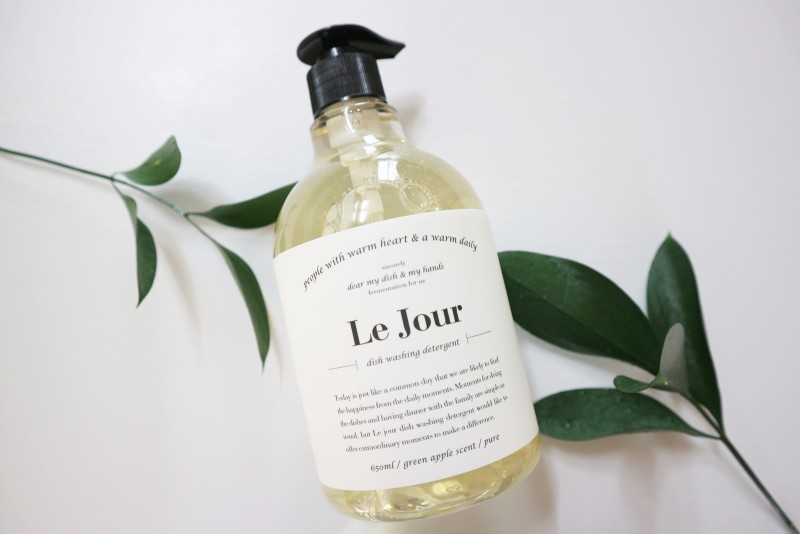 people with warm heart & a warm daily
sincerely
dear my dish & my hands
fermentation for us
Le Jour
dish washing detergent
Today is just like a common day that we are likely to find
the happiness from the daily moments. Moments for doing
the dishes and having dinner with the family are simple as
usual, but Le jour dish washing detergent would like to
offer extraordinary moments to make a difference.
650ml / green apple scent / pure